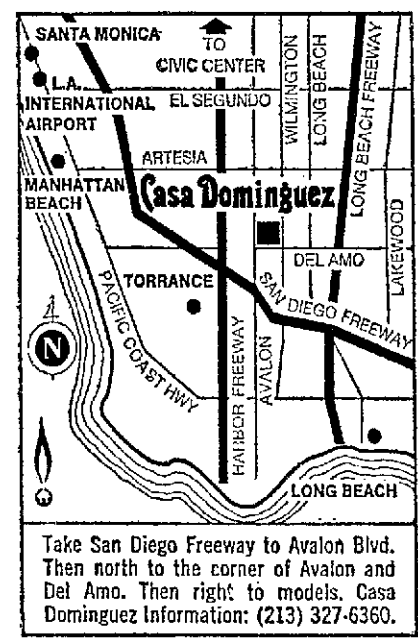 SANTA MONICA
TO
CIVIC CENTER
L.A.
INTERNATIONAL
AIRPORT
EL SEGUNDO
WILMINGTON
LONG BEACH
LONG BEACH FREEWAY
ARTESIA
MANHATTAN
BEACH
Casa Dominguez
DEL AMO
LAKEWOOD
TORRANCE
SAN DIEGO FREEWAY
PACIFIC COAST HWY
N
HARBOR FREEWAY
AVALON
LONG BEACH
Take San Diego Freeway to Avalon Blvd.
Then north to the corner of Avalon and
Del Amo. Then right to models. Casa
Dominguez Information: (213) 327-6360.